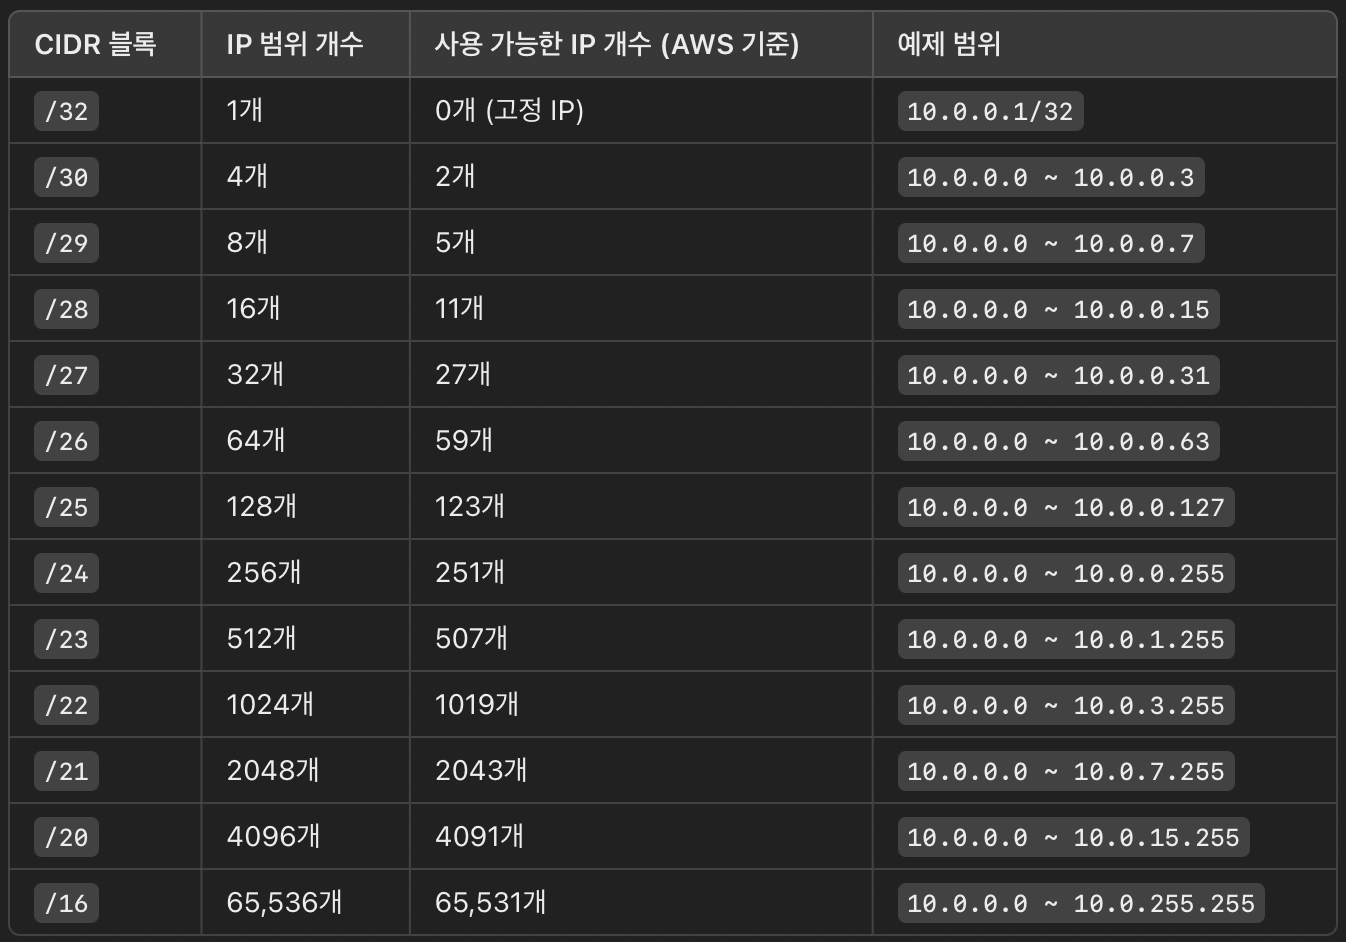 CIDR 블록 IP 범위 개수 사용 가능한 IP 개수 (AWS 기준) 예제 범위
/32 1개 0개 (고정 IP) 10.0.0.1/32
/30 4개 2개 10.0.0.0 ~ 10.0.0.3
/29 8개 5개 10.0.0.0 ~ 10.0.0.7
/28 16개 11개 10.0.0.0 ~ 10.0.0.15
/27 32개 27개 10.0.0.0 ~ 10.0.0.31
/26 64개 59개 10.0.0.0 ~ 10.0.0.63
/25 128개 123개 10.0.0.0 ~ 10.0.0.127
/24 256개 251개 10.0.0.0 ~ 10.0.0.255
/23 512개 507개 10.0.0.0 ~ 10.0.1.255
/22 1024개 1019개 10.0.0.0 ~ 10.0.3.255
/21 2048개 2043개 10.0.0.0 ~ 10.0.7.255
/20 4096개 4091개 10.0.0.0 ~ 10.0.15.255
/16 65,536개 65,531개 10.0.0.0 ~ 10.0.255.255